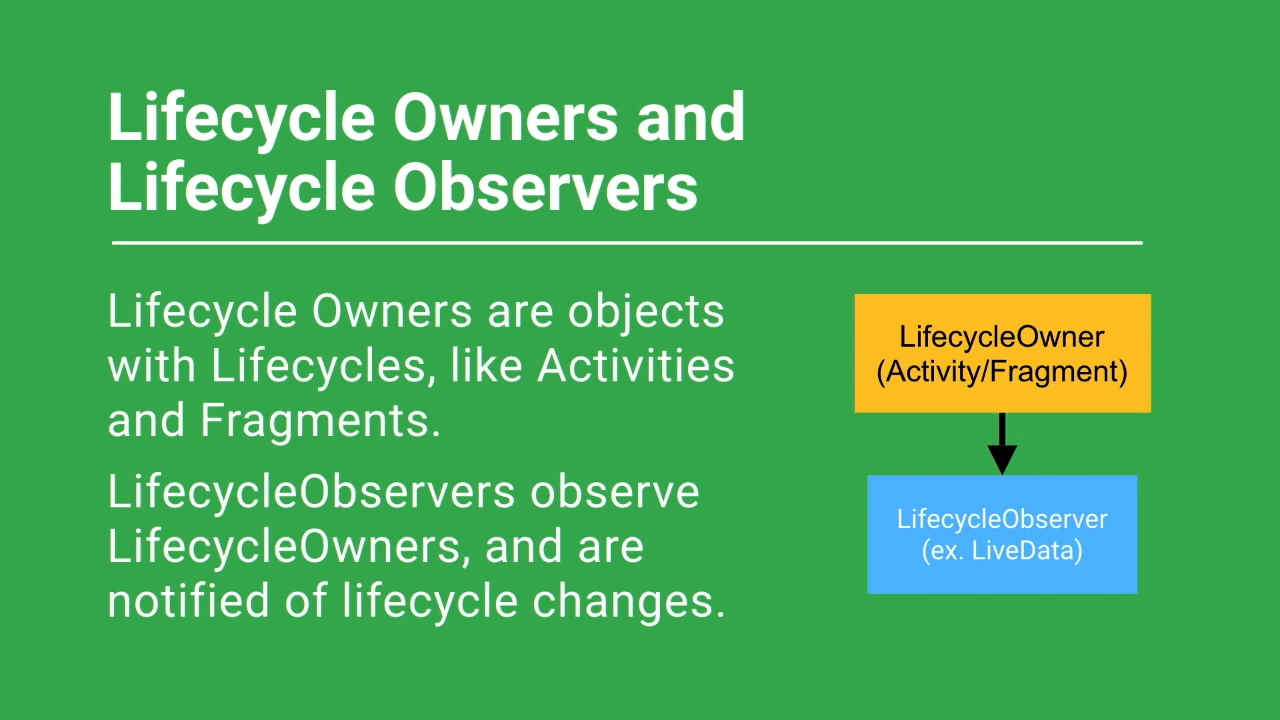 Lifecycle Owners and
Lifecycle Observers
Lifecycle Owners are objects
with Lifecycles, like Activities
and Fragments.
LifecycleObservers observe
LifecycleOwners, and are
notified of lifecycle changes.
LifecycleOwner
(Activity/Fragment)
LifecycleObserver
(ex. LiveData)